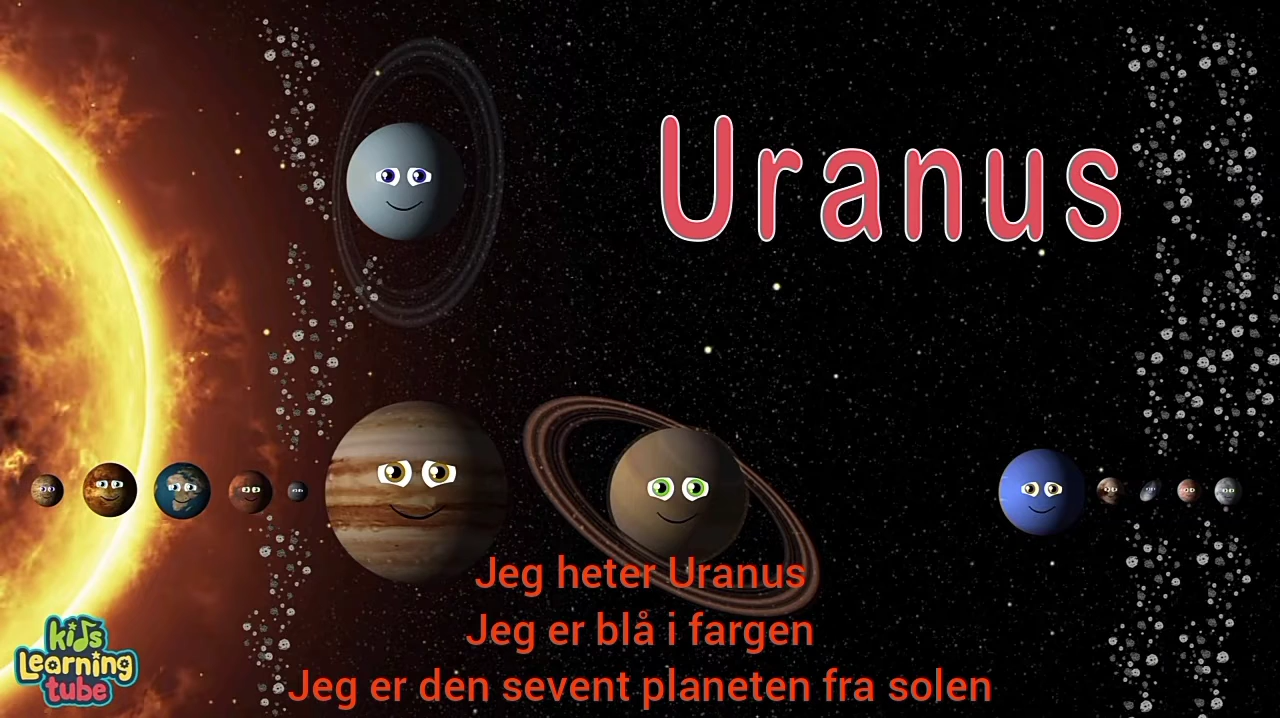 Uranus
Jeg heter Uranus
Jeg er blå i fargen
Jeg er den sevent planeten fra solen
kids
Learning
tube